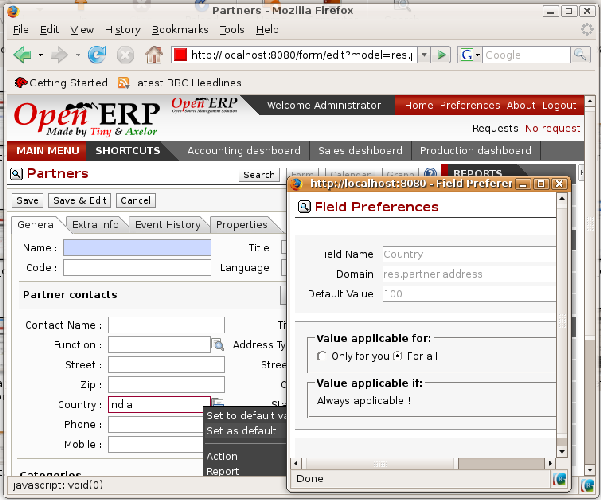 Partners - Mozilla Firefox
File Edit View History Bookmarks Tools Help
http://localhost:8080/form/edit?model=res.p
G Google
Getting Started Latest BBC Headlines
Open ERP
Made by Tiny & Axelor
Open ERP
Welcome Administrator
Home Preferences About Logout
Requests: No request
MAIN MENU SHORTCUTS Accounting dashboard Sales dashboard Production dashboard
Partners
Search Form Calendar Graph
REPORTS
Save Save & Edit Cancel
General Extra Info Event History Properties
Name : Title
Code : Language
Partner contacts
Contact Name :
Function : Address Ty
Street : Stree
Zip :
Country : India
Phone :
Mobile :
Categories
Set to default va
Set as default
Action
Report
javascript: void(0)
http://localhost:8080 - Field Preferen
Field Preferences
Field Name Country
Domain res.partner.address
Default Value 100
Value applicable for:
Only for you For all
Value applicable if:
Always applicable !
Done